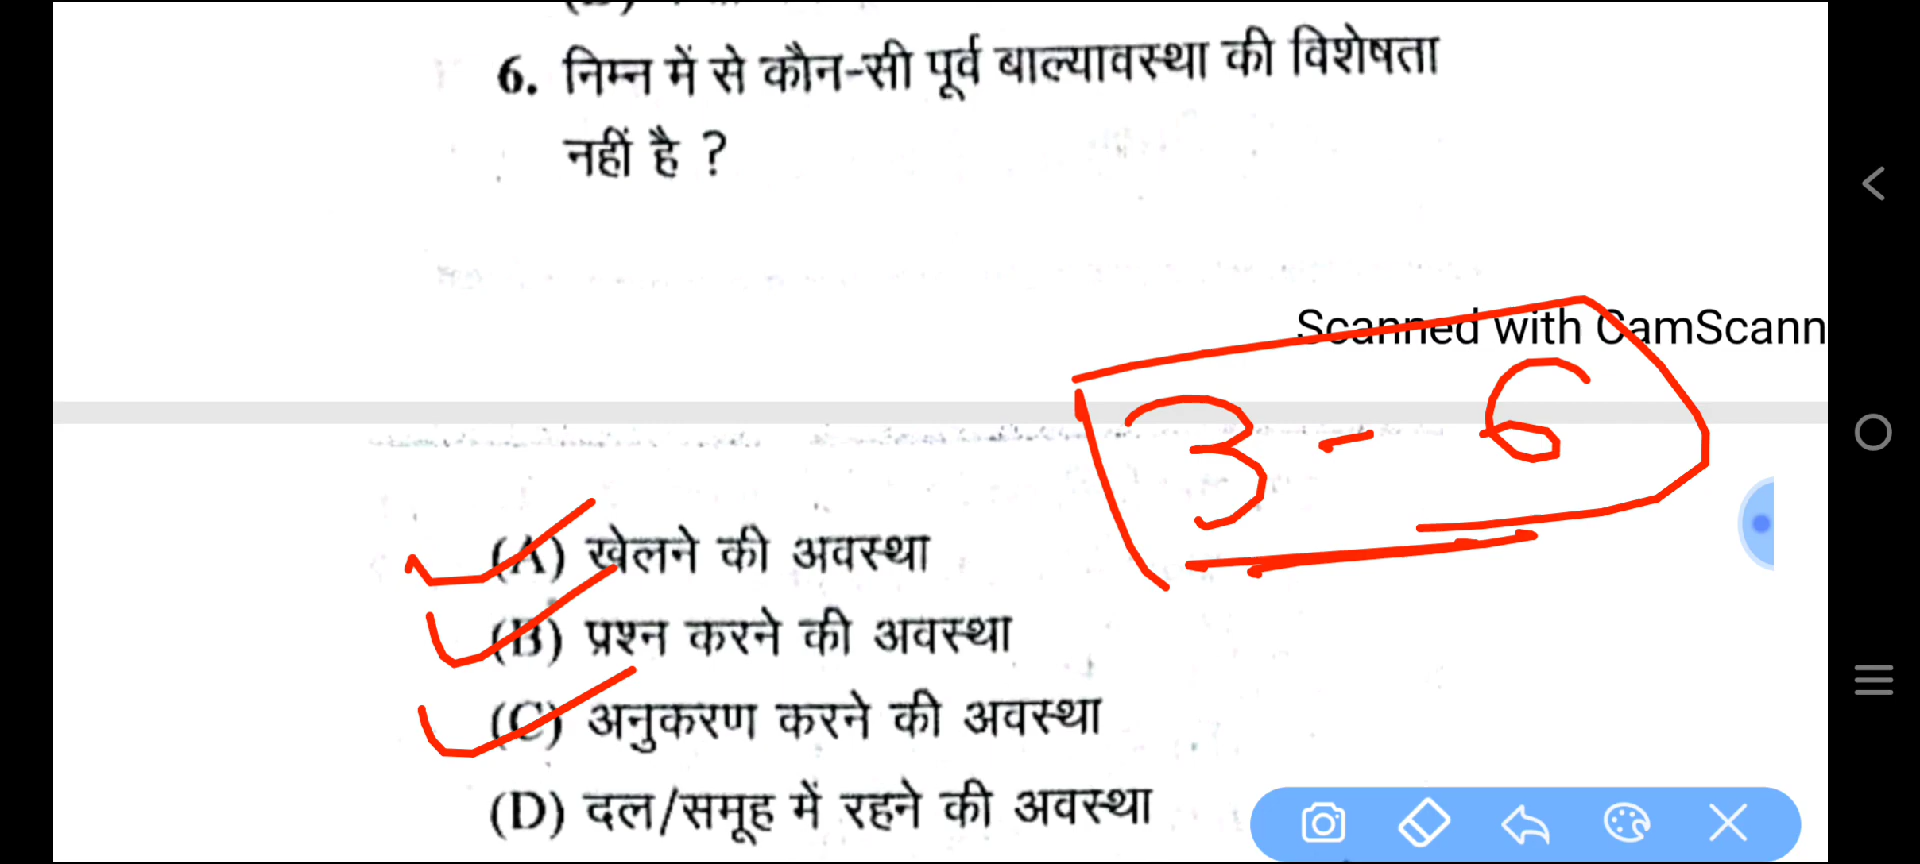 6. निम्न में से कौन-सी पूर्व बाल्यावस्था की विशेषता
नहीं है ?
Scanned with CamScann
3 - 6
(A) खेलने की अवस्था
(B) प्रश्न करने की अवस्था
(C) अनुकरण करने की अवस्था
(D) दल/समूह में रहने की अवस्था